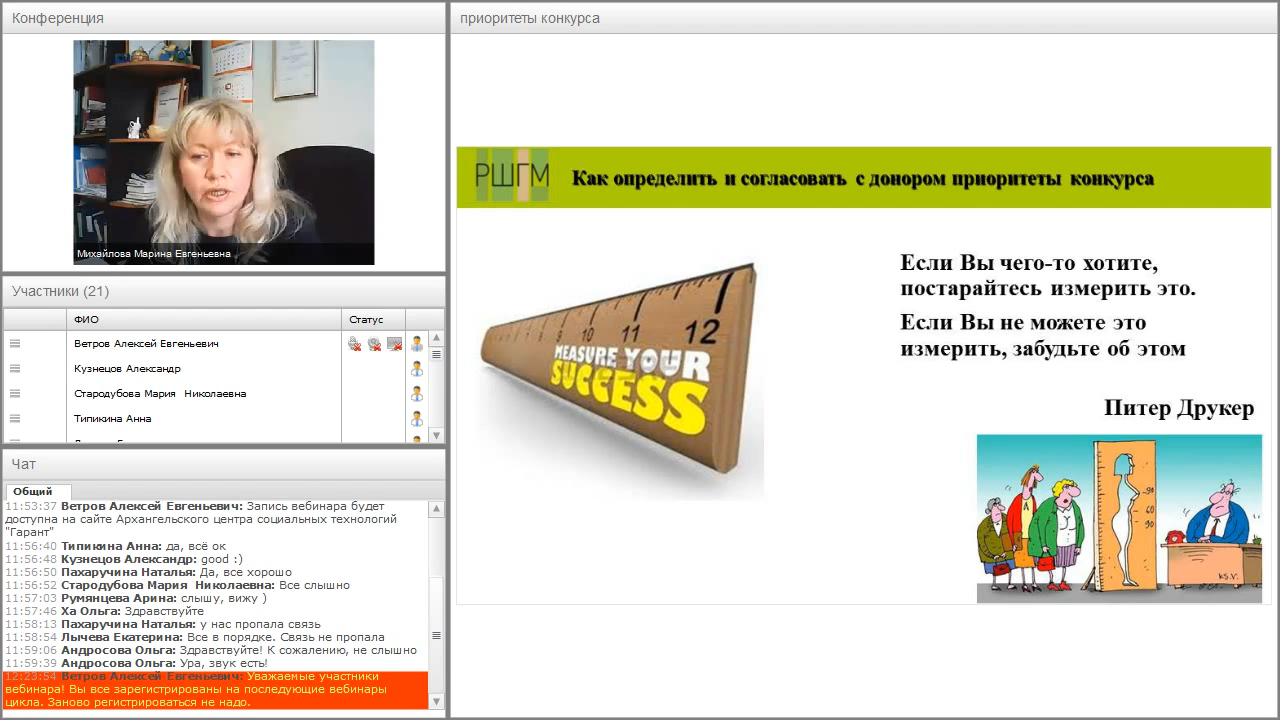 Конференция
Михайлова Марина Евгеньевна
Участники (21)
ФИО
Статус
Ветров Алексей Евгеньевич
Кузнецов Александр
Стародубова Мария Николаевна
Типикина Анна
Чат
Общий
11:53:37 Ветров Алексей Евгеньевич: Запись вебинара будет
доступна на сайте Архангельского центра социальных технологий
"Гарант"
11:56:40 Типикина Анна: да, всё ок
11:56:48 Кузнецов Александр: good :)
11:56:50 Пахаручина Наталья: Да, все хорошо
11:56:52 Стародубова Мария Николаевна: Все слышно
11:57:03 Румянцева Арина: слышу, вижу )
11:57:46 Ха Ольга: Здравствуйте
11:58:13 Пахаручина Наталья: у нас пропала связь
11:58:54 Лычева Екатерина: Все в порядке. Связь не пропала
11:59:06 Андросова Ольга: Здравствуйте! К сожалению, не слышно
11:59:39 Андросова Ольга: Ура, звук есть!
12:23:54 Ветров Алексей Евгеньевич: Уважаемые участники
вебинара! Вы все зарегистрированы на последующие вебинары
цикла. Заново регистрироваться не надо.
приоритеты конкурса
РШГМ
Как определить и согласовать с донором приоритеты конкурса
9 10 11 12
MEASURE YOUR
SUCCESS
Если Вы чего-то хотите,
постарайтесь измерить это.
Если Вы не можете это
измерить, забудьте об этом
Питер Друкер
90
60
90
K.S.V.